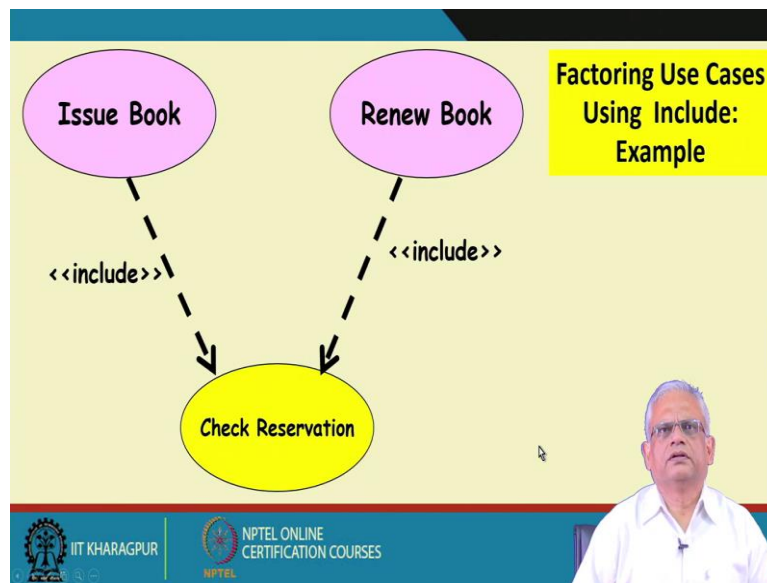 Issue Book
Renew Book
Factoring Use Cases
Using Include:
Example
<<include>>
<<include>>
Check Reservation
IIT KHARAGPUR
NPTEL
NPTEL ONLINE
CERTIFICATION COURSES